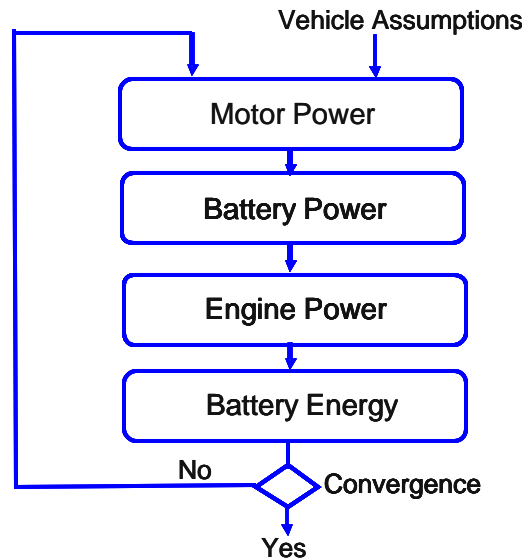 Vehicle Assumptions
Motor Power
Battery Power
Engine Power
Battery Energy
No
Convergence
Yes